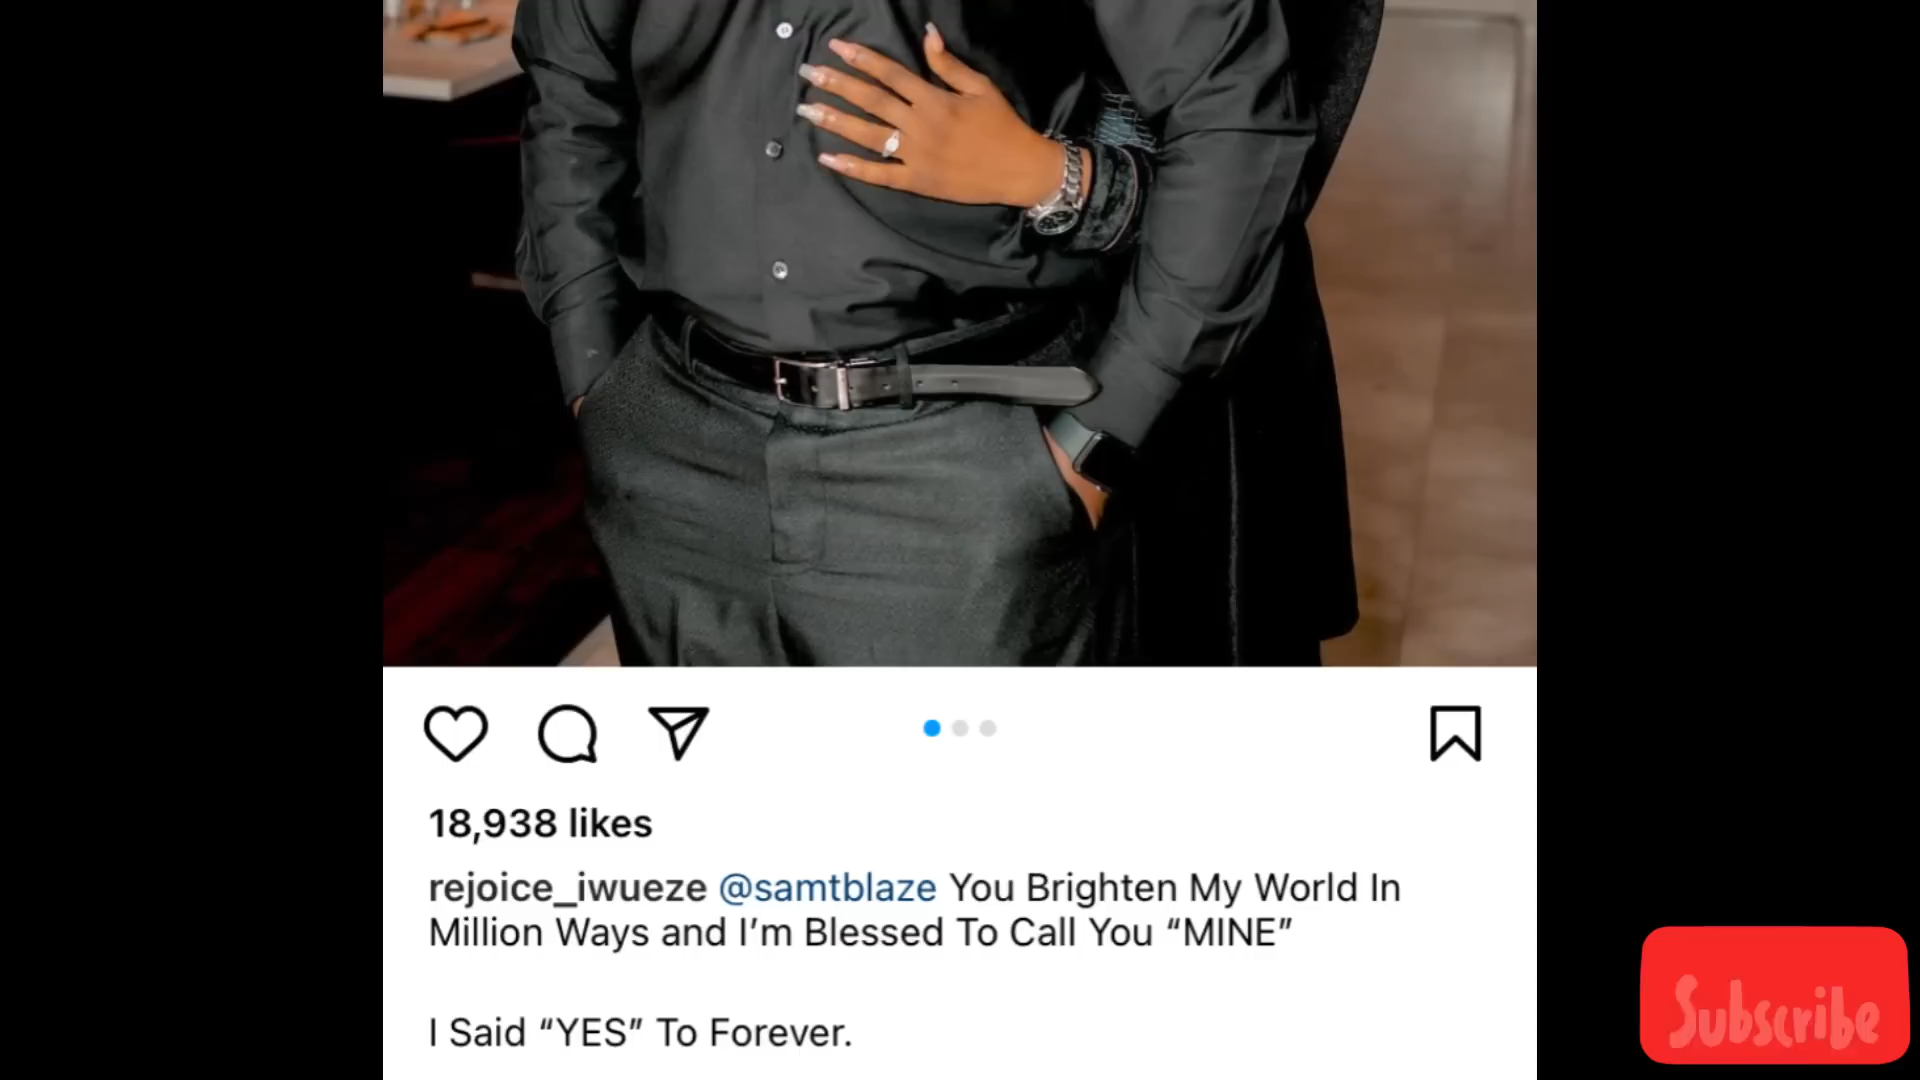 18,938 likes
rejoice_iwueze @samtblaze You Brighten My World In
Million Ways and I’m Blessed To Call You “MINE”
I Said “YES” To Forever.
Subscribe